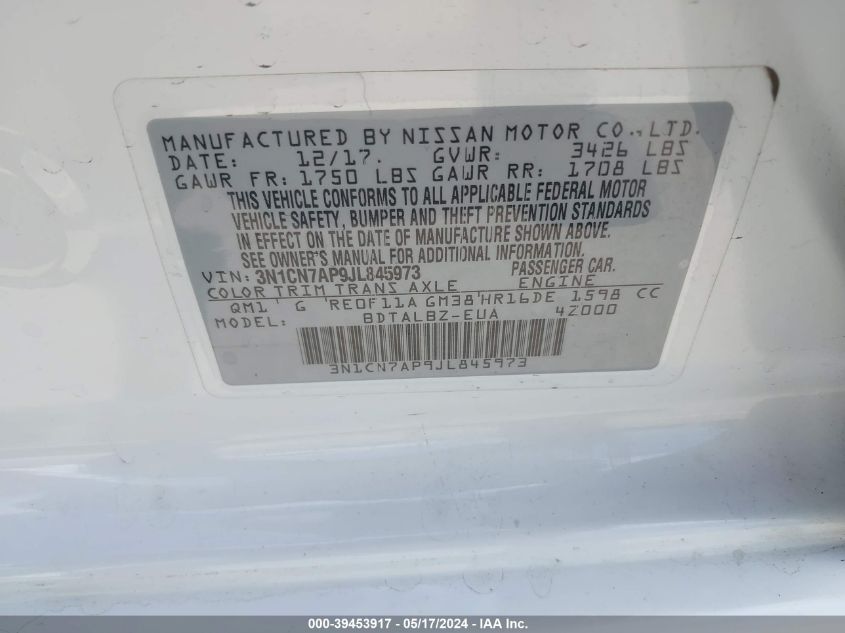 MANUFACTURED BY NISSAN MOTOR CO., LTD.
DATE: 12/17. GVWR: 3426 LBS
GAWR FR: 1750 LBS GAWR RR: 1708 LBS
THIS VEHICLE CONFORMS TO ALL APPLICABLE FEDERAL MOTOR
VEHICLE SAFETY, BUMPER AND THEFT PREVENTION STANDARDS
IN EFFECT ON THE DATE OF MANUFACTURE SHOWN ABOVE.
SEE OWNER'S MANUAL FOR ADDITIONAL INFORMATION.
VIN: 3N1CN7AP9JL845973 PASSENGER CAR.
COLOR TRIM TRANS AXLE ENGINE
QM1 ' G ' RE0F11A GM38 ' HR16DE 1598 CC
MODEL: BDTALBZ-EUA 4Z000
3N1CN7AP9JL845973
000-39453917 - 05/17/2024 - IAA Inc.